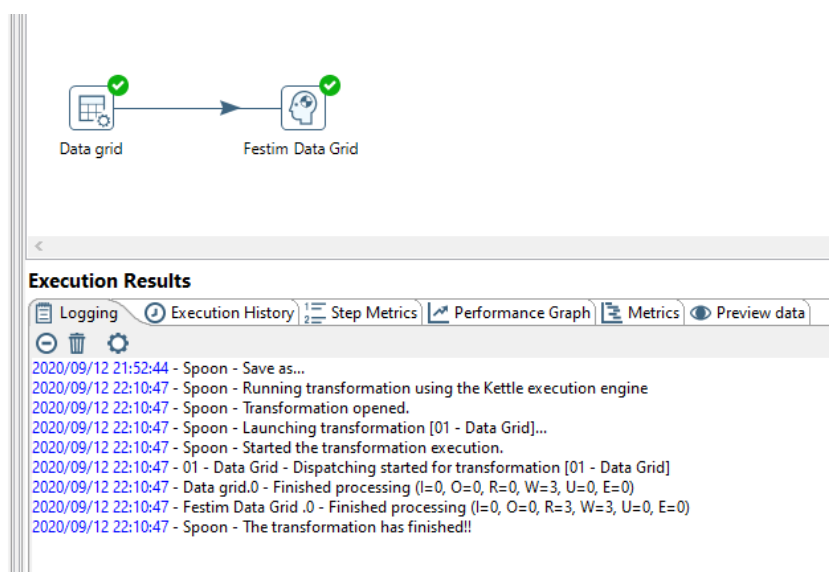 Data grid
Festim Data Grid
Execution Results
Logging
Execution History
Step Metrics
Performance Graph
Metrics
Preview data
2020/09/12 21:52:44 - Spoon - Save as...
2020/09/12 22:10:47 - Spoon - Running transformation using the Kettle execution engine
2020/09/12 22:10:47 - Spoon - Transformation opened.
2020/09/12 22:10:47 - Spoon - Launching transformation [01 - Data Grid]...
2020/09/12 22:10:47 - Spoon - Started the transformation execution.
2020/09/12 22:10:47 - 01 - Data Grid - Dispatching started for transformation [01 - Data Grid]
2020/09/12 22:10:47 - Data grid.0 - Finished processing (I=0, O=0, R=0, W=3, U=0, E=0)
2020/09/12 22:10:47 - Festim Data Grid .0 - Finished processing (I=0, O=0, R=3, W=3, U=0, E=0)
2020/09/12 22:10:47 - Spoon - The transformation has finished!!